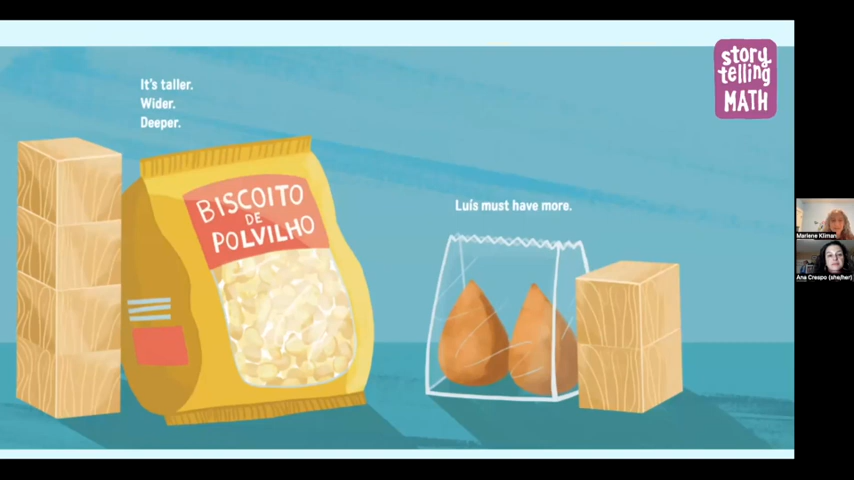 story
telling
MATH
It's taller.
Wider.
Deeper.
BISCOITO
DE
POLVILHO
Luís must have more.
Marlene Kliman
Ana Crespo (she/her)